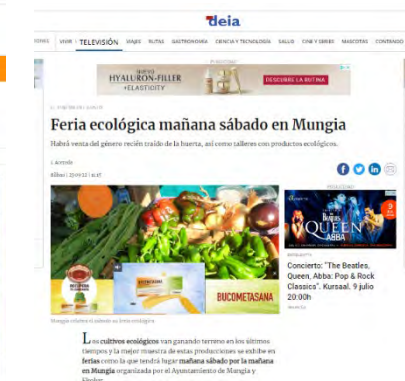 deia
VIVIR
TELEVISIÓN
VIAJES
RUTAS
GASTRONOMÍA
CIENCIA Y TECNOLOGÍA
SALUD
CINE Y SERIES
MASCOTAS
CONTENIDO
NUEVO
HYALURON-FILLER
+ELASTICITY
DESCUBRE LA RUTINA
Feria ecológica mañana sábado en Mungia
Habrá venta del género recién traído de la huerta, así como talleres con productos ecológicos.
BUCOMETASANA
QUEEN
ABBA
Concierto: "The Beatles,
Queen, Abba: Pop & Rock
Classics". Kursaal. 9 julio
20:00h
Los cultivos ecológicos van ganando terreno en los últimos
tiempos y la mejor muestra de estas producciones se exhibe en
ferias como la que tendrá lugar mañana sábado por la mañana
en Mungia organizada por el Ayuntamiento de Mungia y